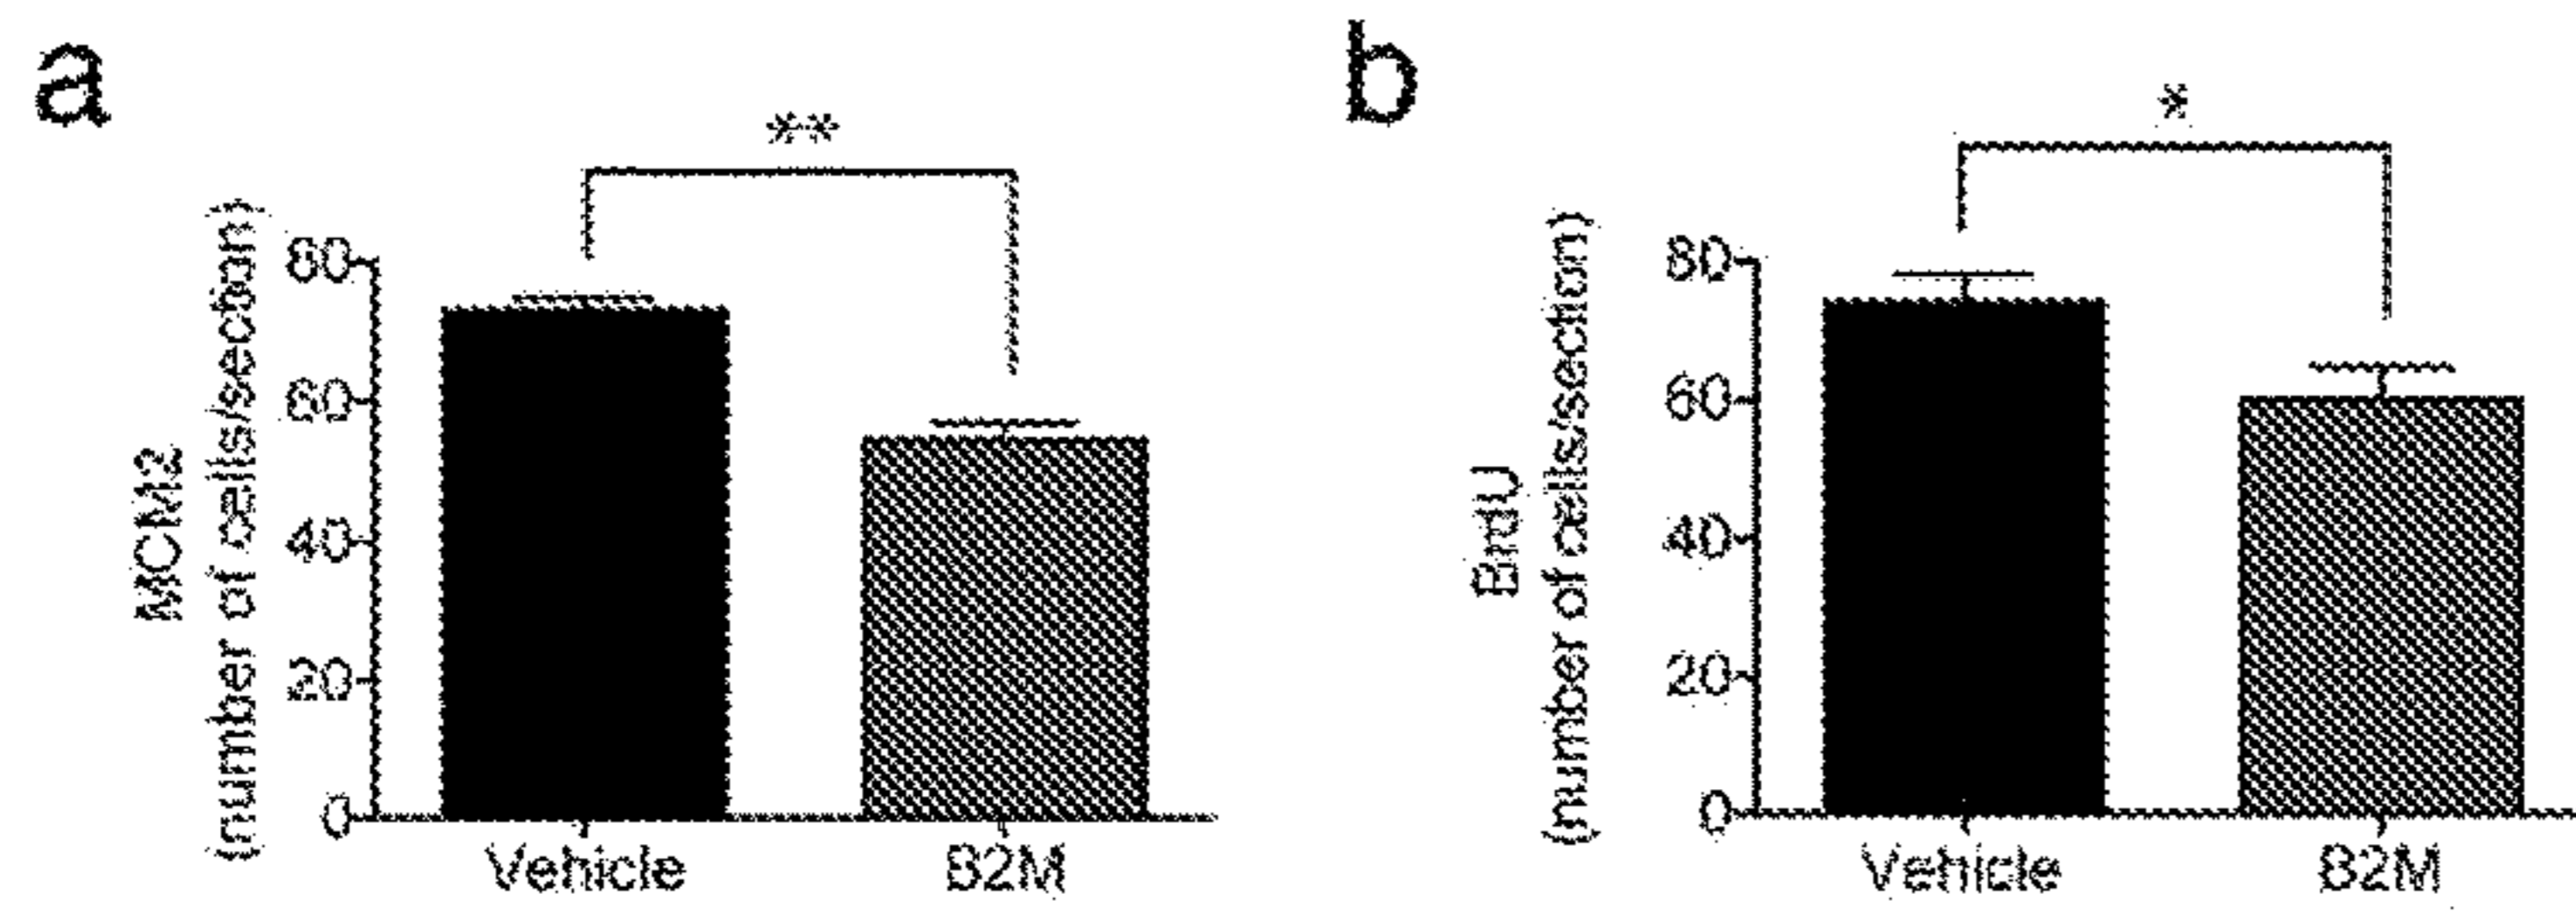 a
**
MCM2
(number of cells/section)
80
60
40
20
0
Vehicle
B2M
b
*
BrdU
(number of cells/section)
80
60
40
20
0
Vehicle
B2M